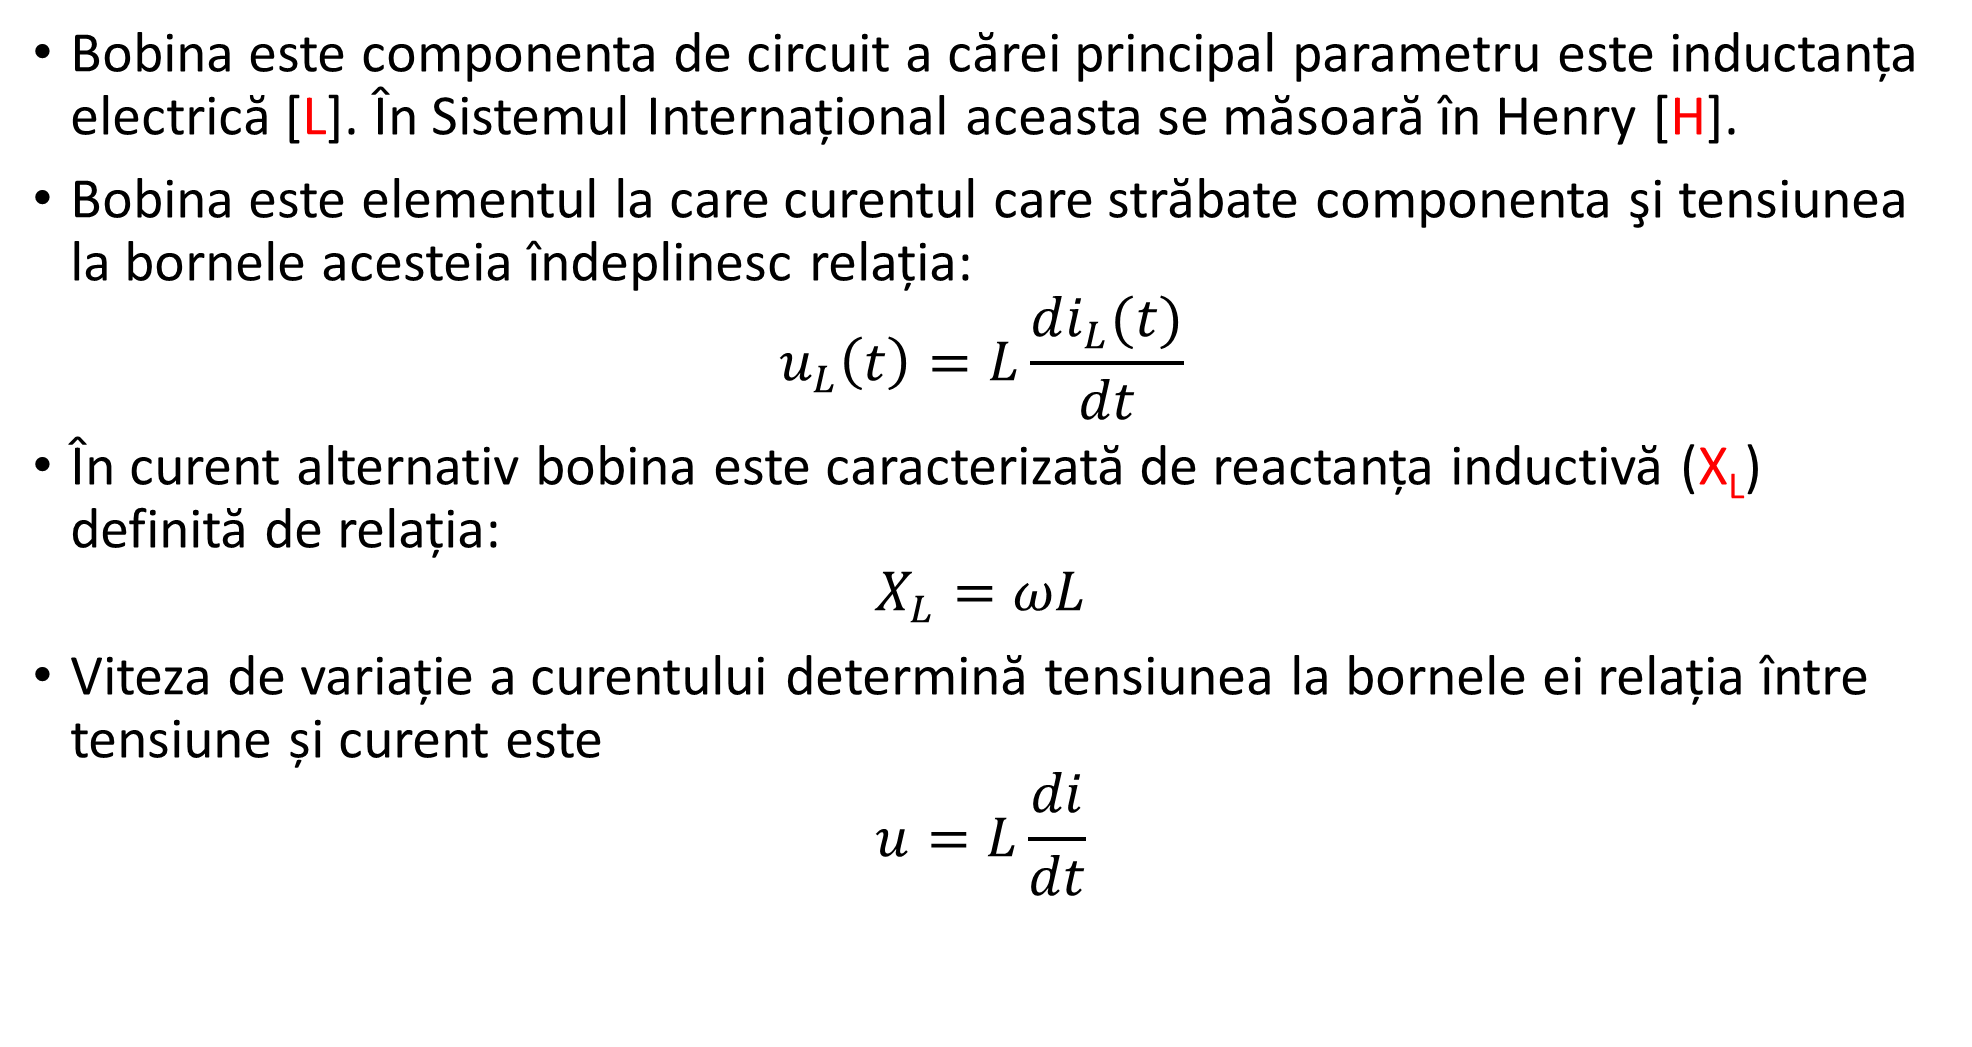 • Bobina este componenta de circuit a cărei principal parametru este inductanța
electrică [L]. În Sistemul Internațional aceasta se măsoară în Henry [H].
• Bobina este elementul la care curentul care străbate componenta şi tensiunea
la bornele acesteia îndeplinesc relația:
u_L(t) = L di_L(t)/dt
• În curent alternativ bobina este caracterizată de reactanța inductivă (X_L)
definită de relația:
X_L = ωL
• Viteza de variație a curentului determină tensiunea la bornele ei relația între
tensiune și curent este
u = L di/dt